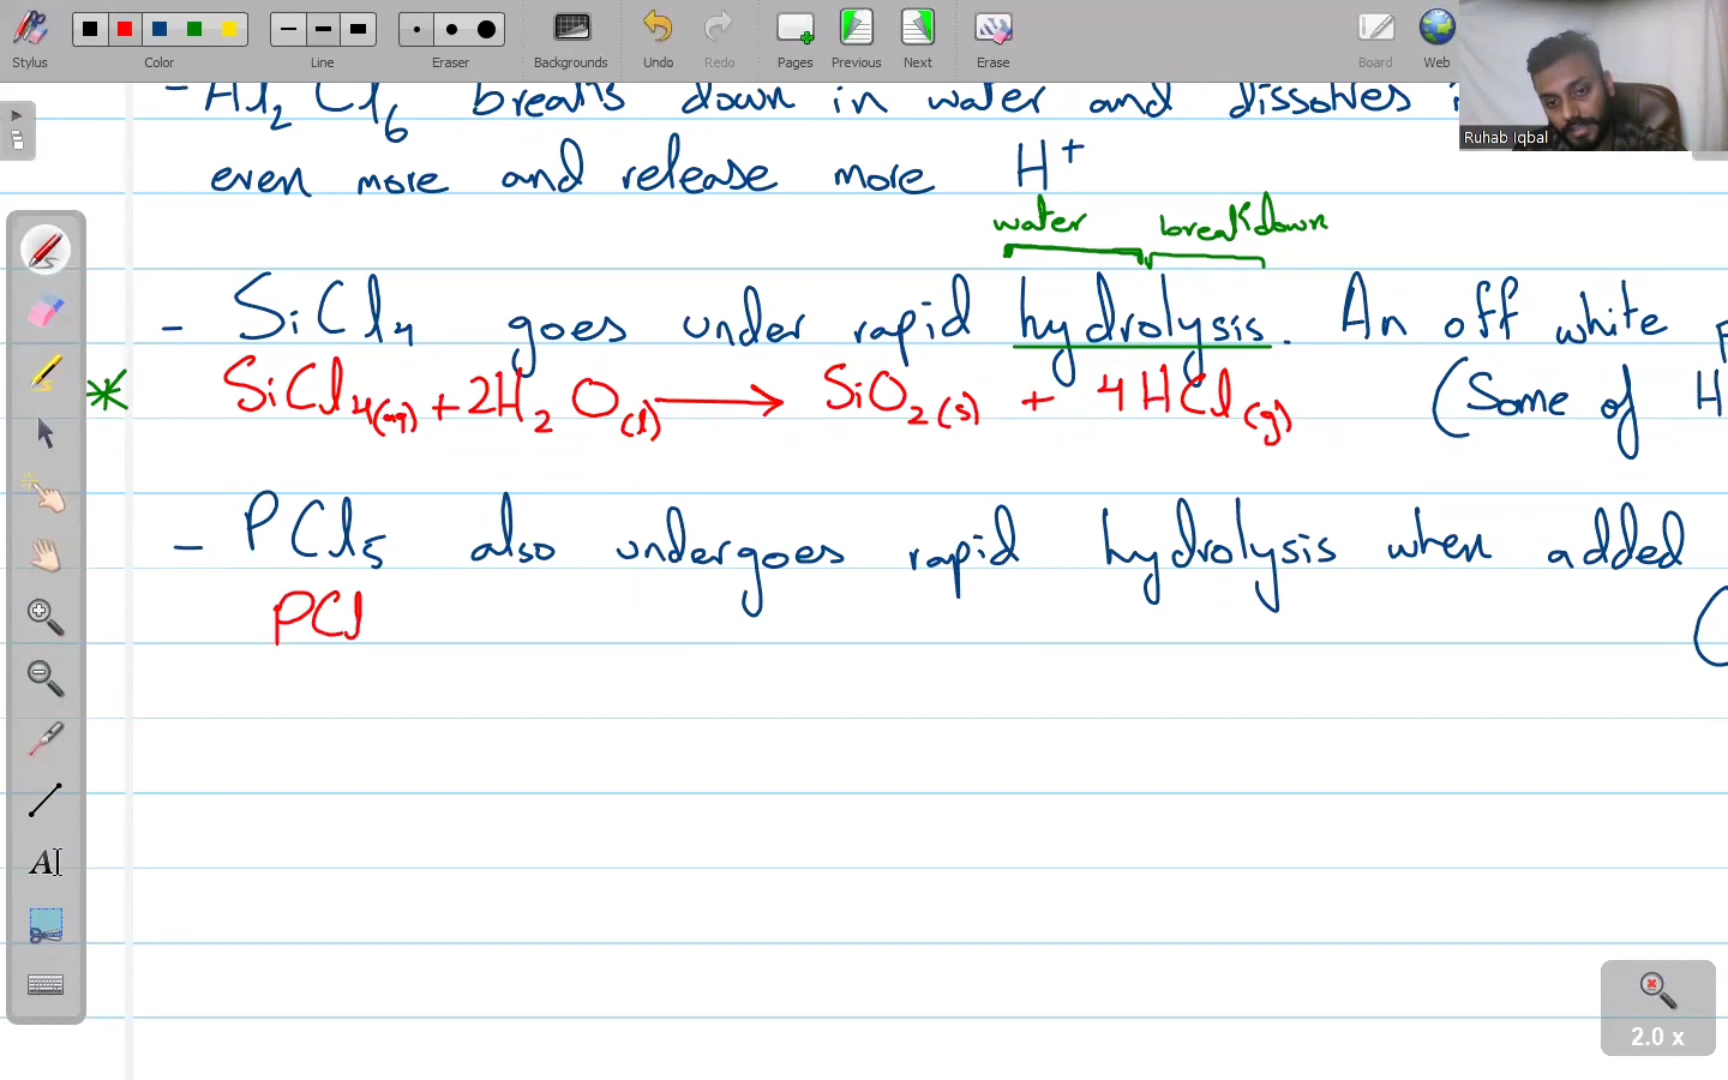 Stylus Color Line Eraser Backgrounds Undo Redo Pages Previous Next Erase Board Web
Ruhab Iqbal
- Al2 Cl6 breaks down in water and dissolves
even more and release more H+
water breakdown
- SiCl4 goes under rapid hydrolysis. An off white
* SiCl4(aq) + 2H2O(l) → SiO2(s) + 4HCl(g) (Some of H
- PCl5 also undergoes rapid hydrolysis when added
PCl (
2.0 x